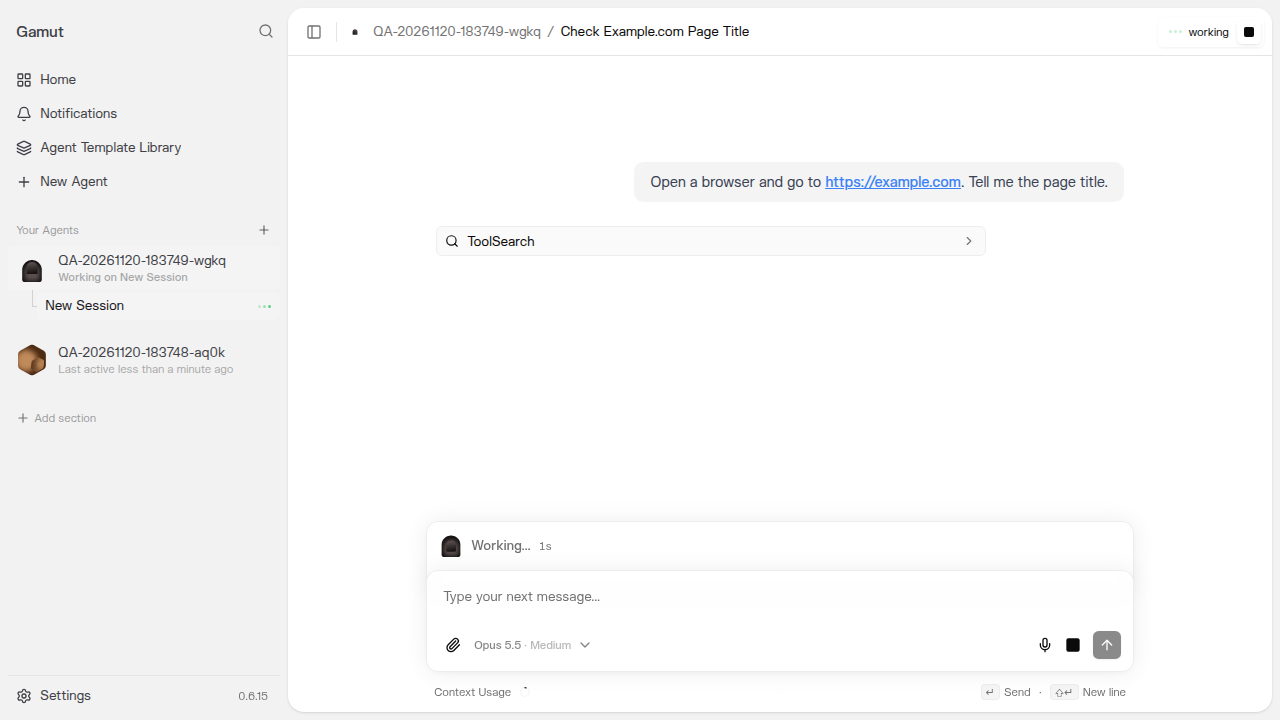 Gamut
Home
Notifications
Agent Template Library
New Agent
Your Agents
QA-20261120-183749-wgkq
Working on New Session
New Session
QA-20261120-183748-aq0k
Last active less than a minute ago
Add section
Settings
0.6.15
QA-20261120-183749-wgkq / Check Example.com Page Title
working
Open a browser and go to https://example.com. Tell me the page title.
ToolSearch
Working... 1s
Type your next message...
Opus 5.5 · Medium
Context Usage
Send · New line